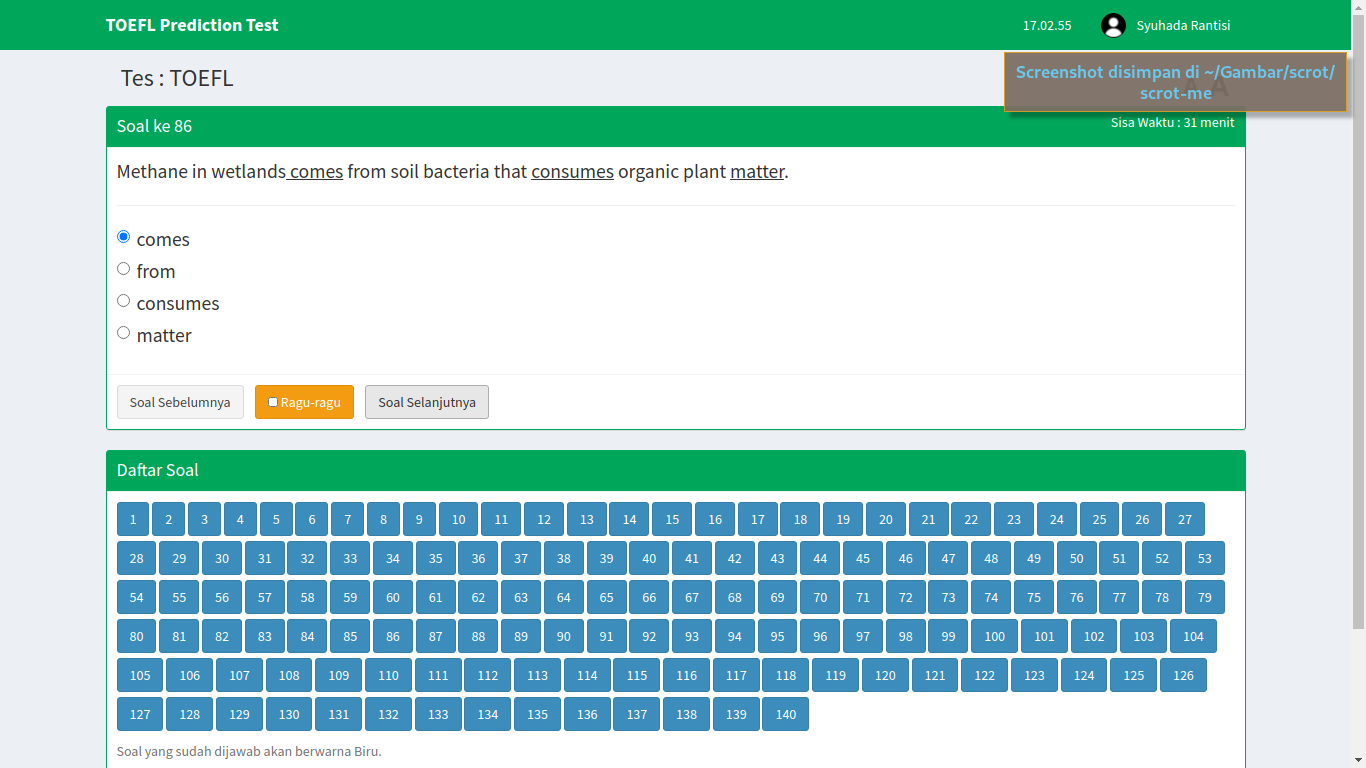 TOEFL Prediction Test
17.02.55
Syuhada Rantisi
Tes : TOEFL
Screenshot disimpan di ~/Gambar/scrot/
scrot-me
A
Soal ke 86
Sisa Waktu : 31 menit
Methane in wetlands comes from soil bacteria that consumes organic plant matter.
comes
from
consumes
matter
Soal Sebelumnya
Ragu-ragu
Soal Selanjutnya
Daftar Soal
1 2 3 4 5 6 7 8 9 10 11 12 13 14 15 16 17 18 19 20 21 22 23 24 25 26 27
28 29 30 31 32 33 34 35 36 37 38 39 40 41 42 43 44 45 46 47 48 49 50 51 52 53
54 55 56 57 58 59 60 61 62 63 64 65 66 67 68 69 70 71 72 73 74 75 76 77 78 79
80 81 82 83 84 85 86 87 88 89 90 91 92 93 94 95 96 97 98 99 100 101 102 103 104
105 106 107 108 109 110 111 112 113 114 115 116 117 118 119 120 121 122 123 124 125 126
127 128 129 130 131 132 133 134 135 136 137 138 139 140
Soal yang sudah dijawab akan berwarna Biru.